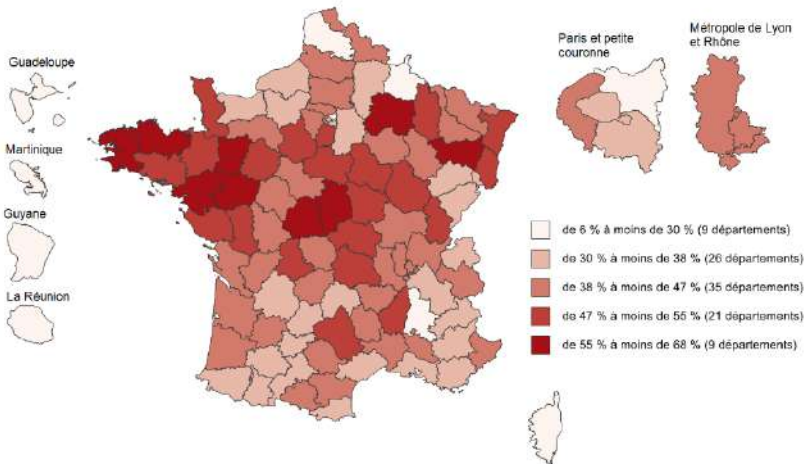 Guadeloupe
Martinique
Guyane
La Réunion
Paris et petite
couronne
Métropole de Lyon
et Rhône
de 6 % à moins de 30 % (9 départements)
de 30 % à moins de 38 % (26 départements)
de 38 % à moins de 47 % (35 départements)
de 47 % à moins de 55 % (21 départements)
de 55 % à moins de 68 % (9 départements)